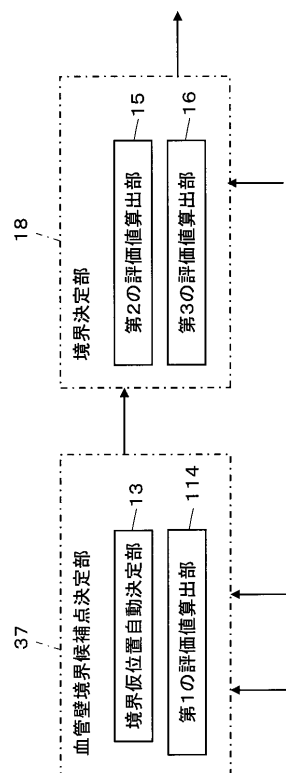 37
血管壁境界候補点決定部
境界仮位置自動決定部
13
第1の評価値算出部
114
18
境界決定部
第2の評価値算出部
15
第3の評価値算出部
16